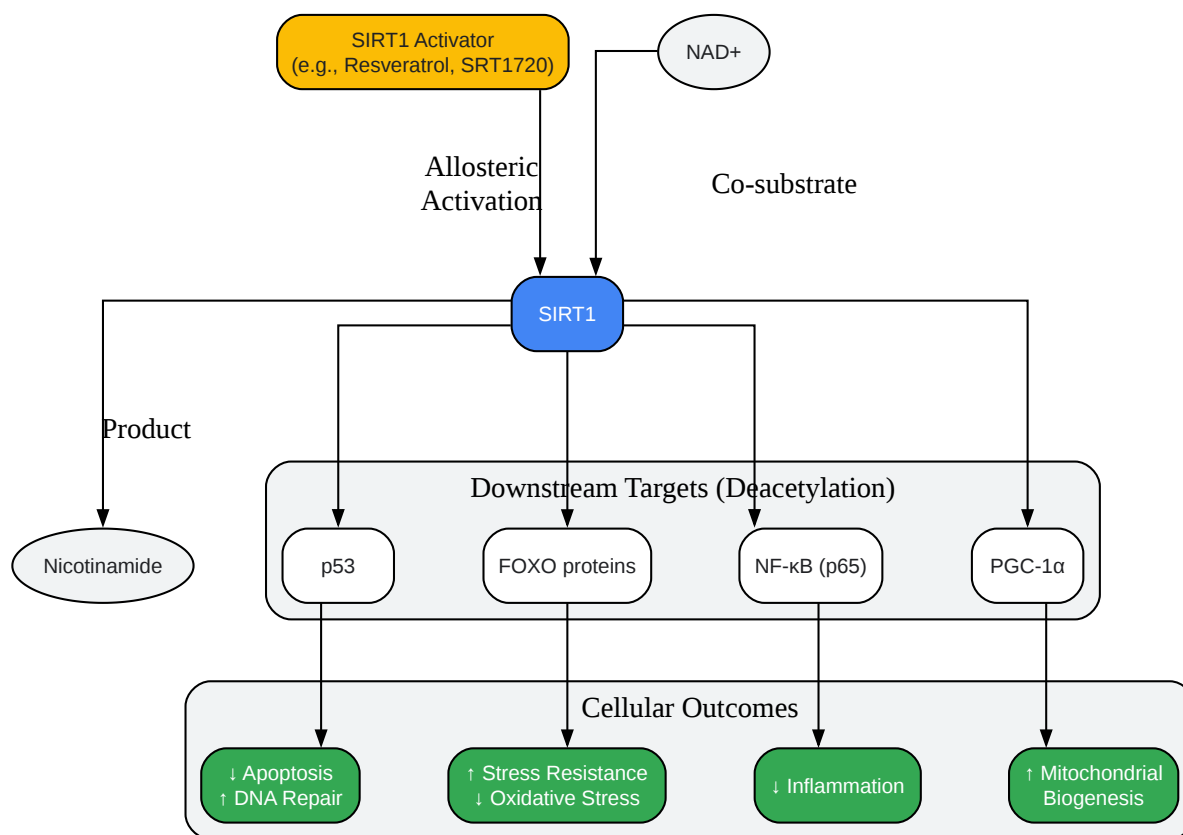 SIRT1 Activator
(e.g., Resveratrol, SRT1720)
NAD+
Allosteric
Activation
Co-substrate
SIRT1
Product
Downstream Targets (Deacetylation)
Nicotinamide
p53
FOXO proteins
NF-κB (p65)
PGC-1α
Cellular Outcomes
↓ Apoptosis
↑ DNA Repair
↑ Stress Resistance
↓ Oxidative Stress
↓ Inflammation
↑ Mitochondrial
Biogenesis